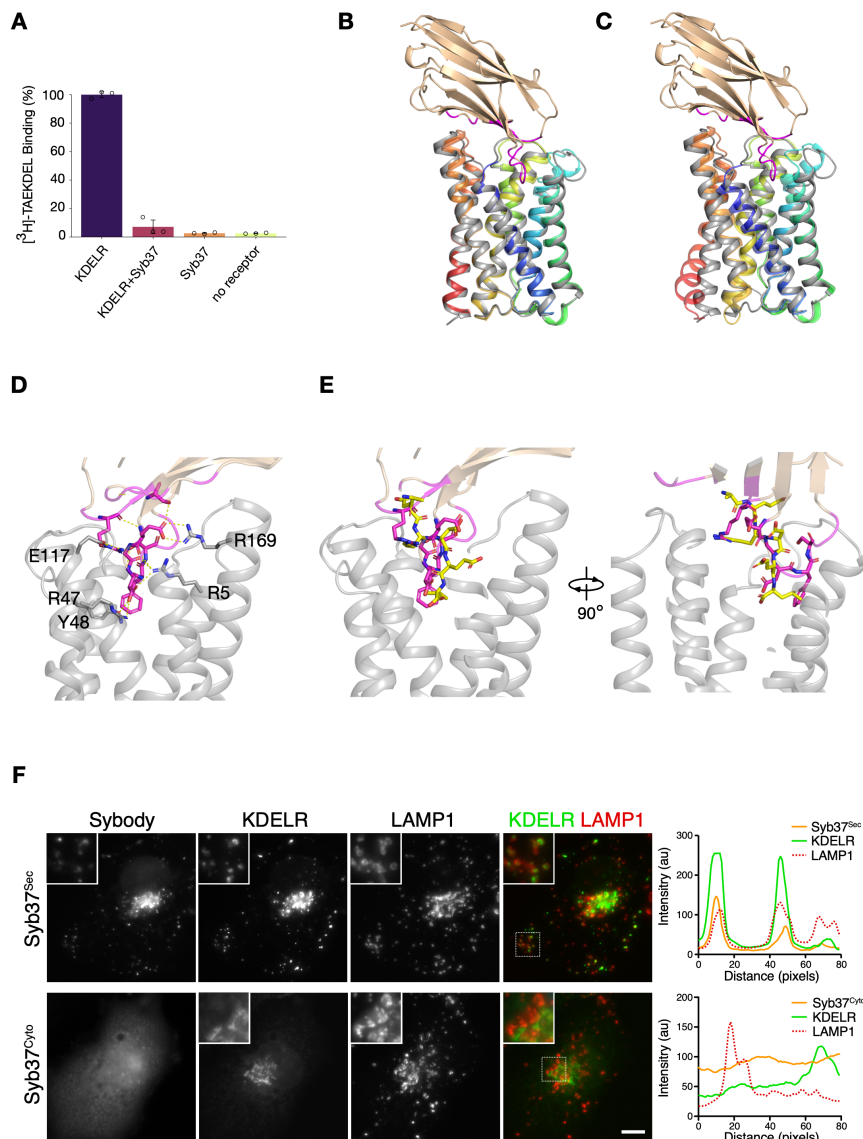 A
B
C
[³H]-TAEKDEL Binding (%)
100
80
60
40
20
0
KDELR
KDELR+Syb37
Syb37
no receptor
D
E
E117
R169
R47
R5
Y48
90°
F
Sybody
KDELR
LAMP1
KDELR LAMP1
Syb37Sec
Syb37Sec
KDELR
LAMP1
Intensitry (au)
300
200
100
0
0 20 40 60 80
Distance (pixels)
Syb37Cyto
Syb37Cyto
KDELR
LAMP1
Intensitry (au)
200
150
100
50
0
0 20 40 60 80
Distance (pixels)